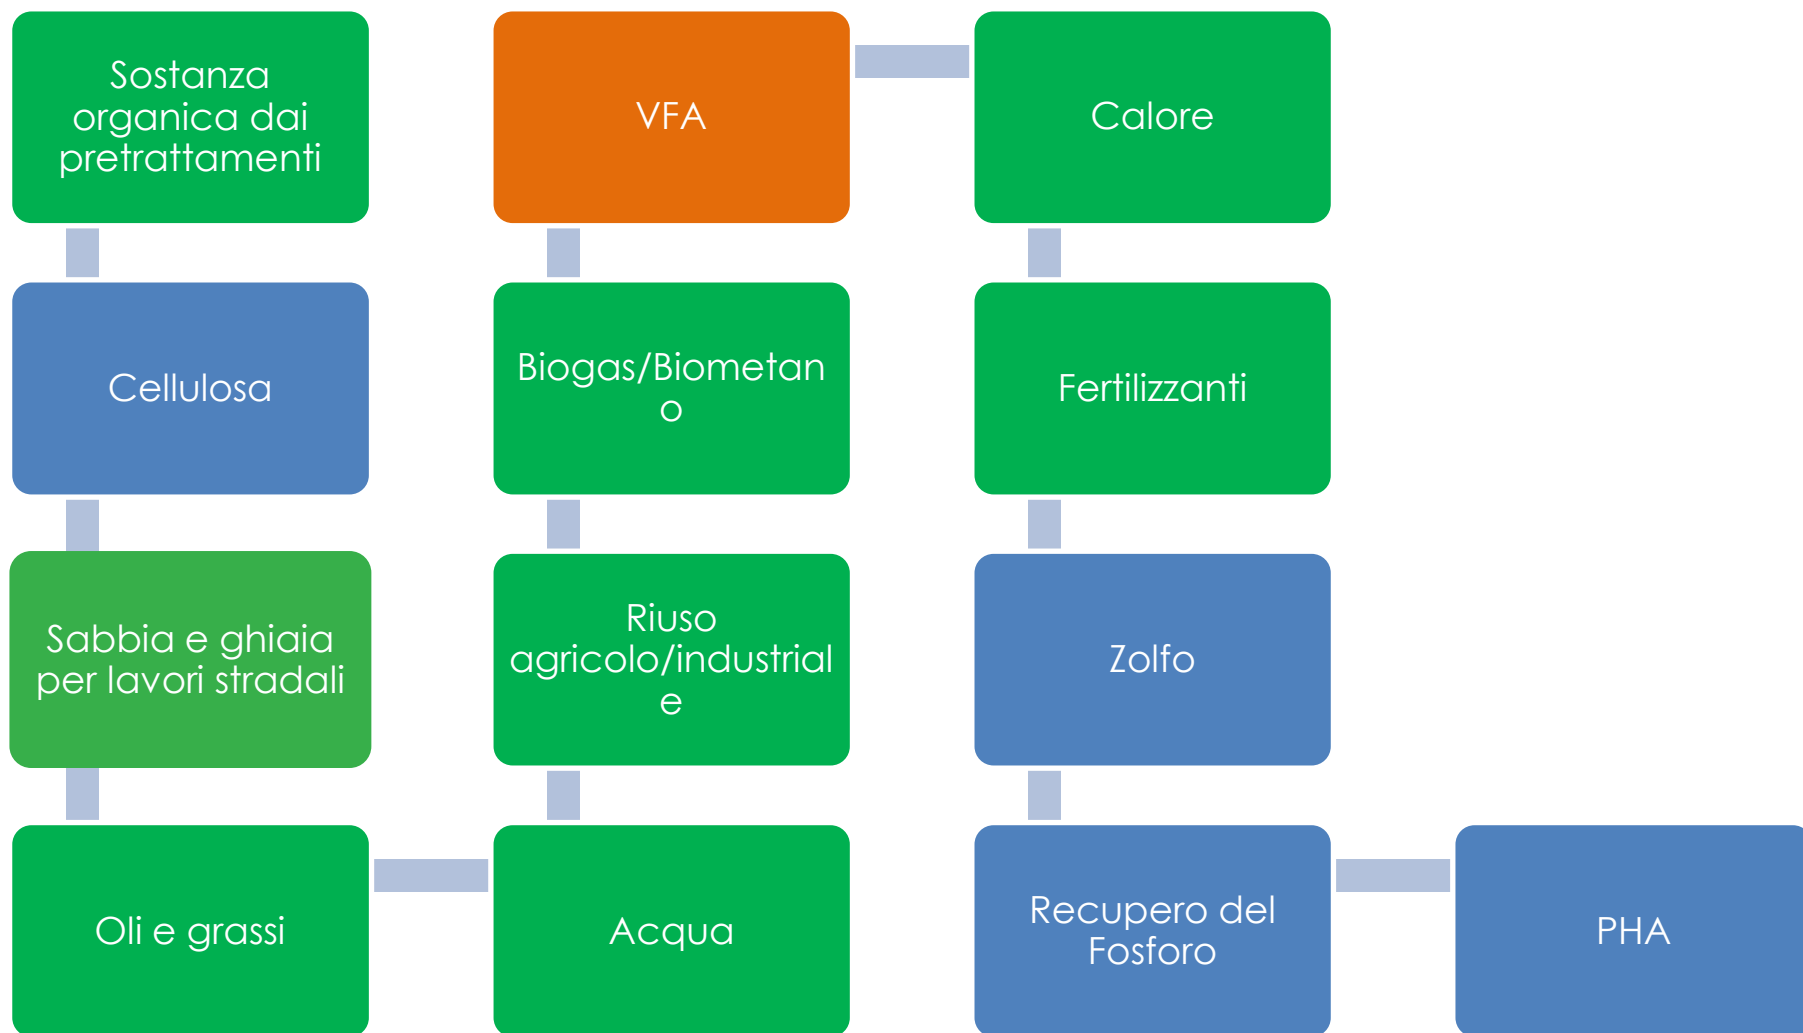 Sostanza
organica dai
pretrattamenti
Cellulosa
Sabbia e ghiaia
per lavori stradali
Oli e grassi
Acqua
Riuso
agricolo/industrial
e
Biogas/Biometan
o
VFA
Calore
Fertilizzanti
Zolfo
Recupero del
Fosforo
PHA